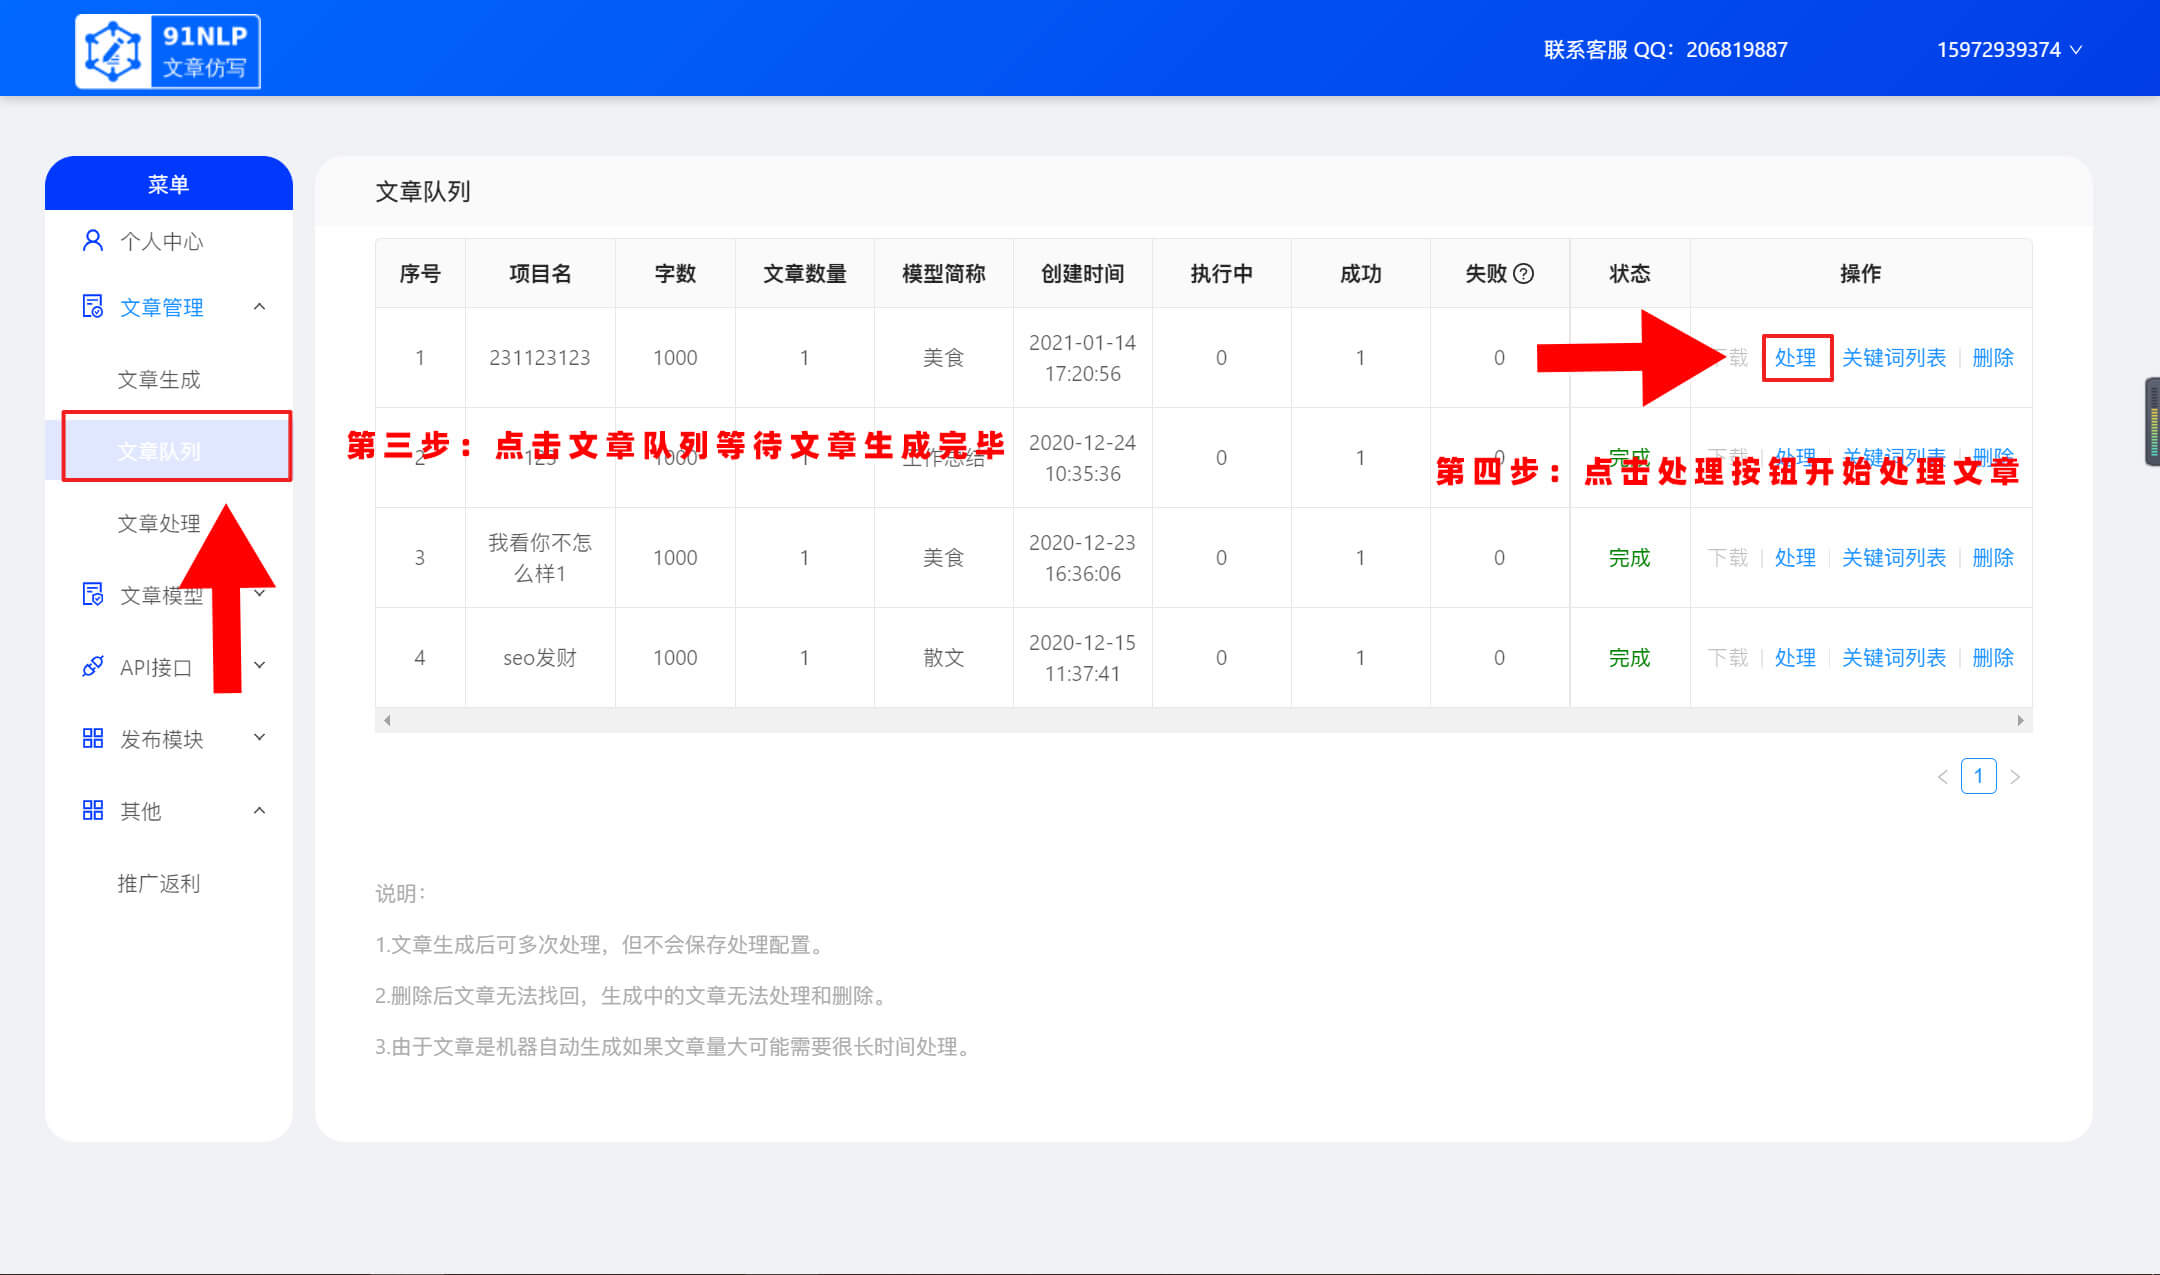 91NLP
文章仿写
联系客服 QQ：206819887
15972939374
菜单
个人中心
文章管理
文章生成
文章队列
文章处理
文章模型
API接口
发布模块
其他
推广返利
文章队列
序号 项目名 字数 文章数量 模型简称 创建时间 执行中 成功 失败 状态 操作
1 231123123 1000 1 美食 2021-01-14 17:20:56 0 1 0 下载 处理 关键词列表 删除
第三步：点击文章队列等待文章生成完毕
2 123 1000 1 工作总结 2020-12-24 10:35:36 0 1 0 完成 下载 处理 关键词列表 删除
第四步：点击处理按钮开始处理文章
3 我看你不怎么样1 1000 1 美食 2020-12-23 16:36:06 0 1 0 完成 下载 处理 关键词列表 删除
4 seo发财 1000 1 散文 2020-12-15 11:37:41 0 1 0 完成 下载 处理 关键词列表 删除
1
说明：
1.文章生成后可多次处理，但不会保存处理配置。
2.删除后文章无法找回，生成中的文章无法处理和删除。
3.由于文章是机器自动生成如果文章量大可能需要很长时间处理。